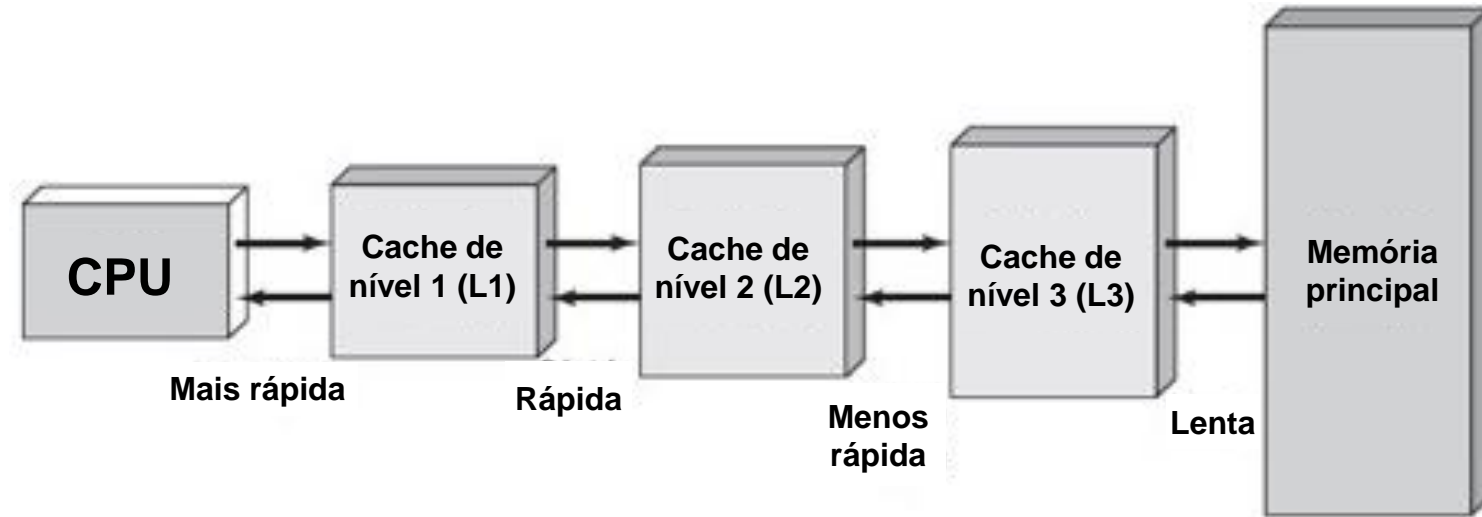 CPU
Cache de
nível 1 (L1)
Cache de
nível 2 (L2)
Cache de
nível 3 (L3)
Memória
principal
Mais rápida
Rápida
Menos
rápida
Lenta